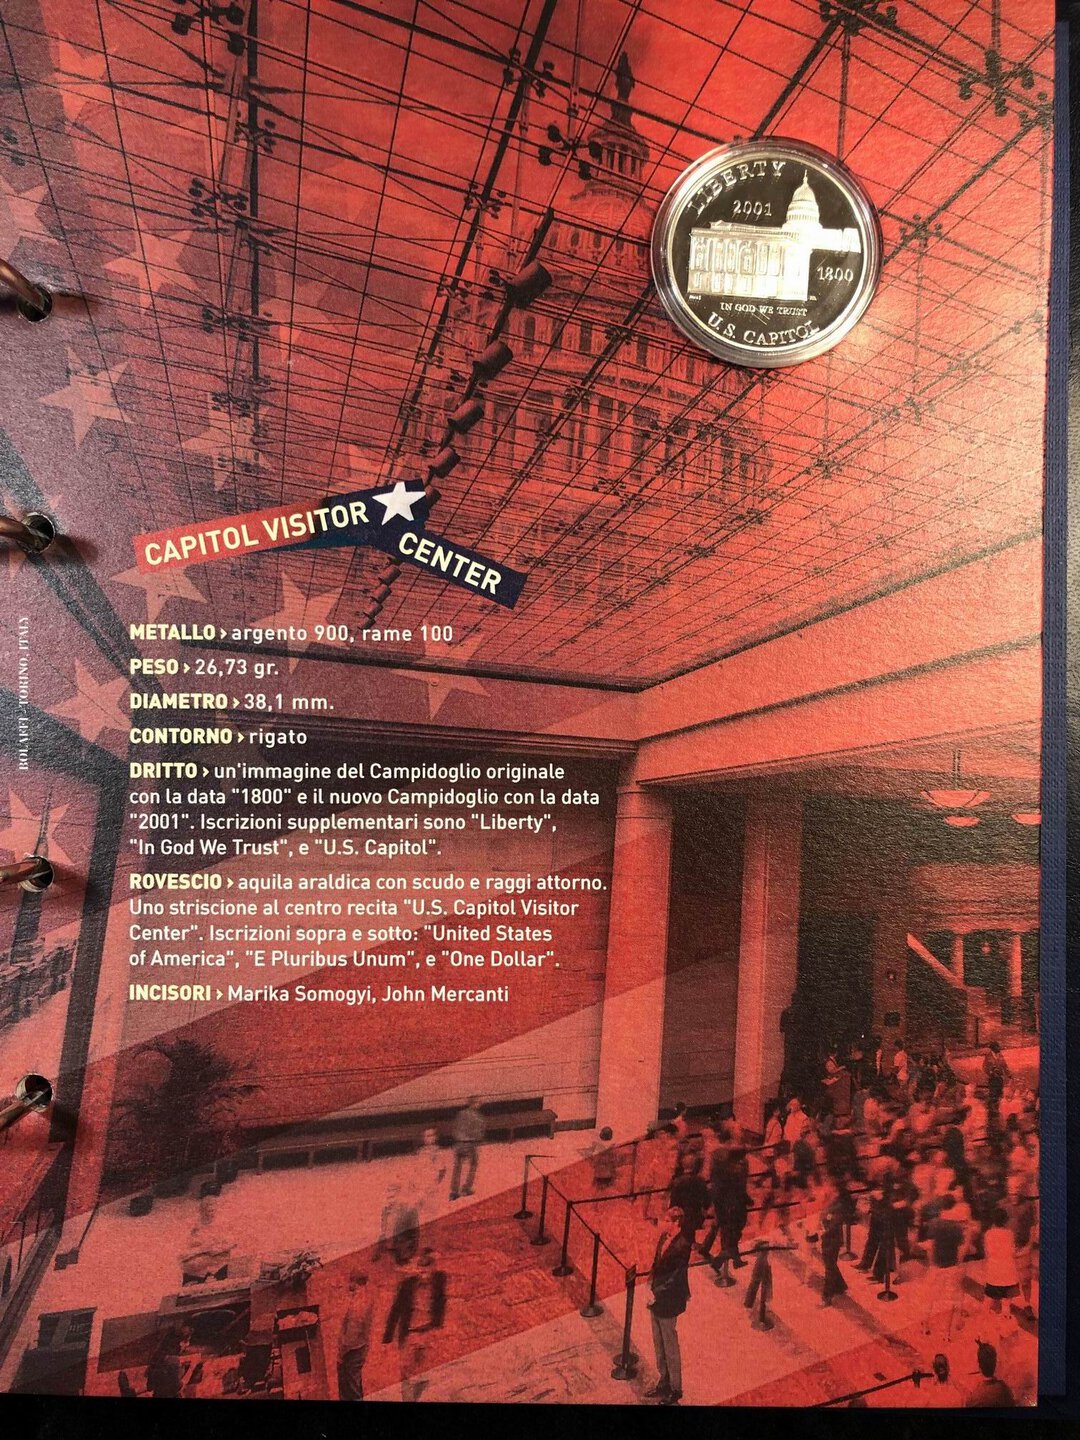 LIBERTY
2001
1800
IN GOD WE TRUST
U.S. CAPITOL
CAPITOL VISITOR
CENTER
METALLO › argento 900, rame 100
PESO › 26,73 gr.
DIAMETRO › 38,1 mm.
CONTORNO › rigato
DRITTO › un'immagine del Campidoglio originale
con la data "1800" e il nuovo Campidoglio con la data
"2001". Iscrizioni supplementari sono "Liberty",
"In God We Trust", e "U.S. Capitol".
ROVESCIO › aquila araldica con scudo e raggi attorno.
Uno striscione al centro recita "U.S. Capitol Visitor
Center". Iscrizioni sopra e sotto: "United States
of America", "E Pluribus Unum", e "One Dollar".
INCISORI › Marika Somogyi, John Mercanti
BOLAFFI - TORINO, ITALY